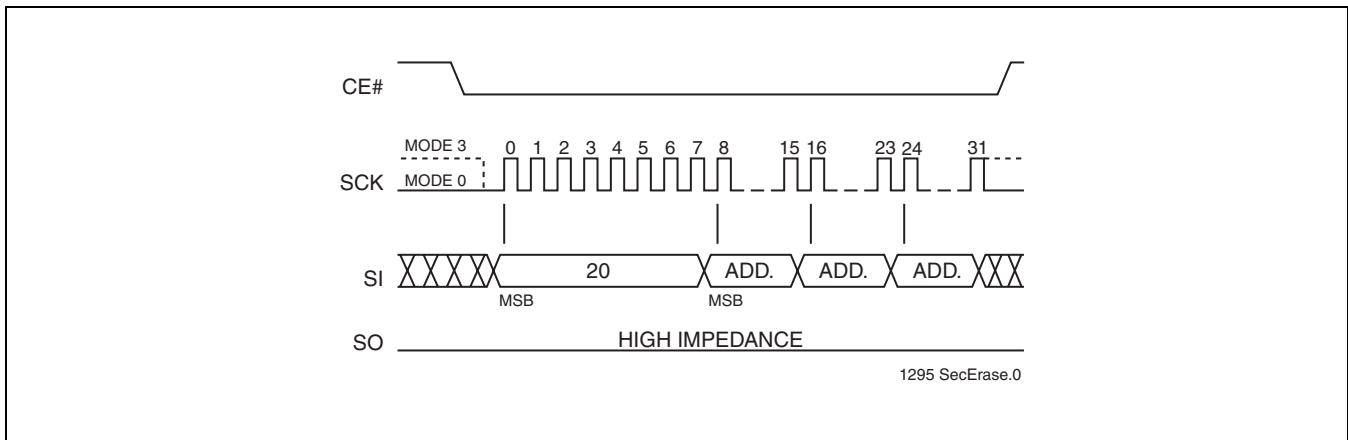 CE#
MODE 3
0 1 2 3 4 5 6 7 8 15 16 23 24 31
SCK
MODE 0
SI
20
ADD.
ADD.
ADD.
MSB
MSB
SO
HIGH IMPEDANCE
1295 SecErase.0